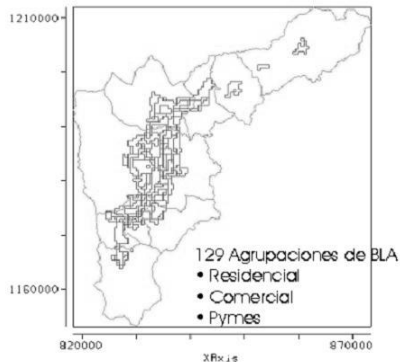 1210000
129 Agrupaciones de BLA
• Residencial
• Comercial
• Pymes
1160000
820000
870000
XAxis